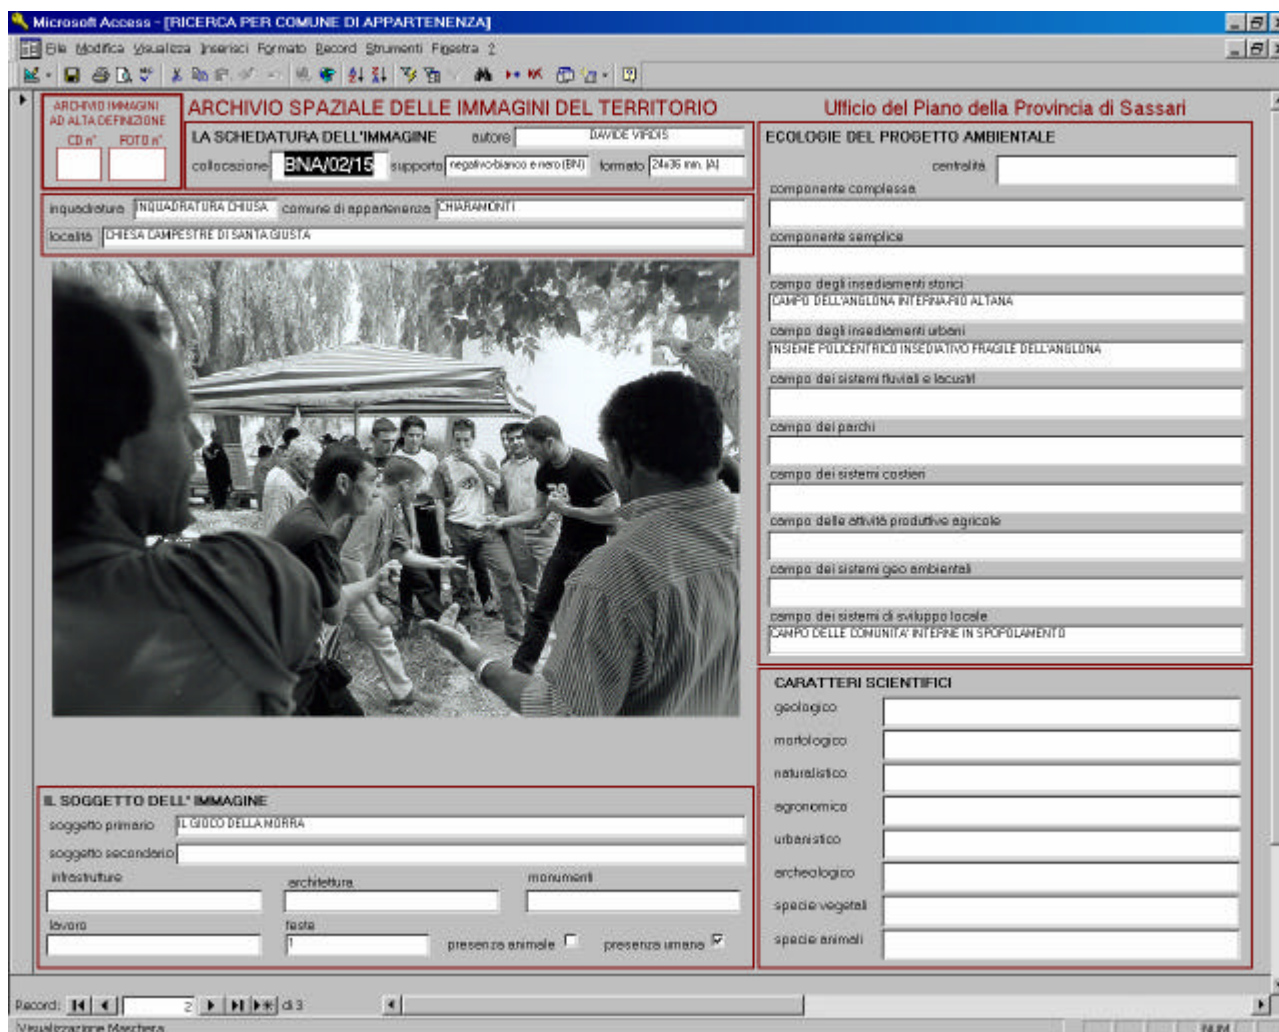 Microsoft Access - [RICERCA PER COMUNE DI APPARTENENZA]
File Modifica Visualizza Inserisci Formato Record Strumenti Finestra ?
ARCHIVIO IMMAGINI
AD ALTA DEFINIZIONE
CD n° FOTO n°
ARCHIVIO SPAZIALE DELLE IMMAGINI DEL TERRITORIO
Ufficio del Piano della Provincia di Sassari
LA SCHEDATURA DELL'IMMAGINE autore DAVIDE VIRDIS
collocazione BNA/02/15 supporto negativo-bianco e nero (BN) formato 24x36 mm. (A)
inquadratura INQUADRATURA CHIUSA comune di appartenenza CHIARAMONTI
località CHIESA CAMPESTRE DI SANTA GIUSTA
ECOLOGIE DEL PROGETTO AMBIENTALE
centralità
componente complessa
componente semplice
campo degli insediamenti storici
CAMPO DELL'ANGLONA INTERNA-RIO ALTANA
campo degli insediamenti urbani
INSIEME POLICENTRICO INSEDIATIVO FRAGILE DELL'ANGLONA
campo dei sistemi fluviali e lacustri
campo dei parchi
campo dei sistemi costieri
campo delle attività produttive agricole
campo dei sistemi geo ambientali
campo dei sistemi di sviluppo locale
CAMPO DELLE COMUNITA' INTERNE IN SPOPOLAMENTO
CARATTERI SCIENTIFICI
geologico
morfologico
naturalistico
agronomico
urbanistico
archeologico
specie vegetali
specie animali
IL SOGGETTO DELL' IMMAGINE
soggetto primario IL GIOCO DELLA MORRA
soggetto secondario
infrastrutture architettura monumenti
lavoro feste
1 presenza animale presenza umana
Record: 2 di 3
Visualizzazione Maschera NUM